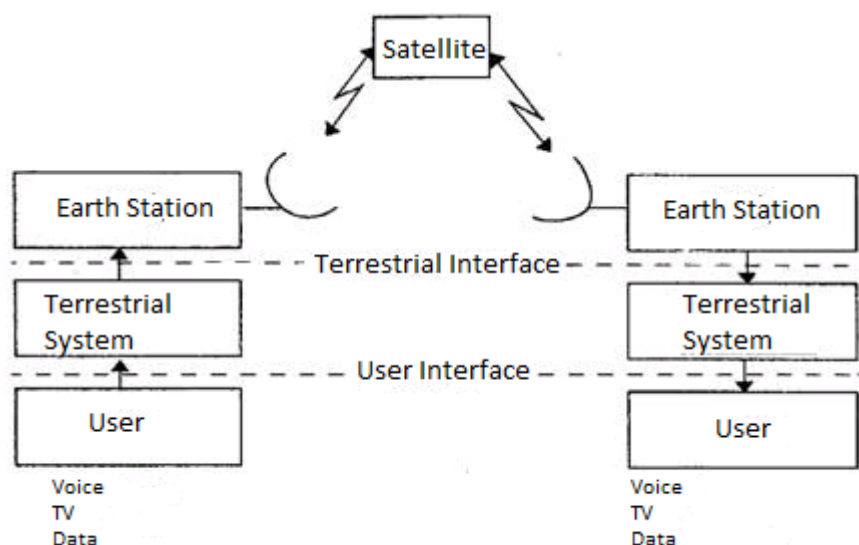 Satellite
Earth Station
Earth Station
Terrestrial Interface
Terrestrial
System
Terrestrial
System
User Interface
User
User
Voice
TV
Data
Voice
TV
Data